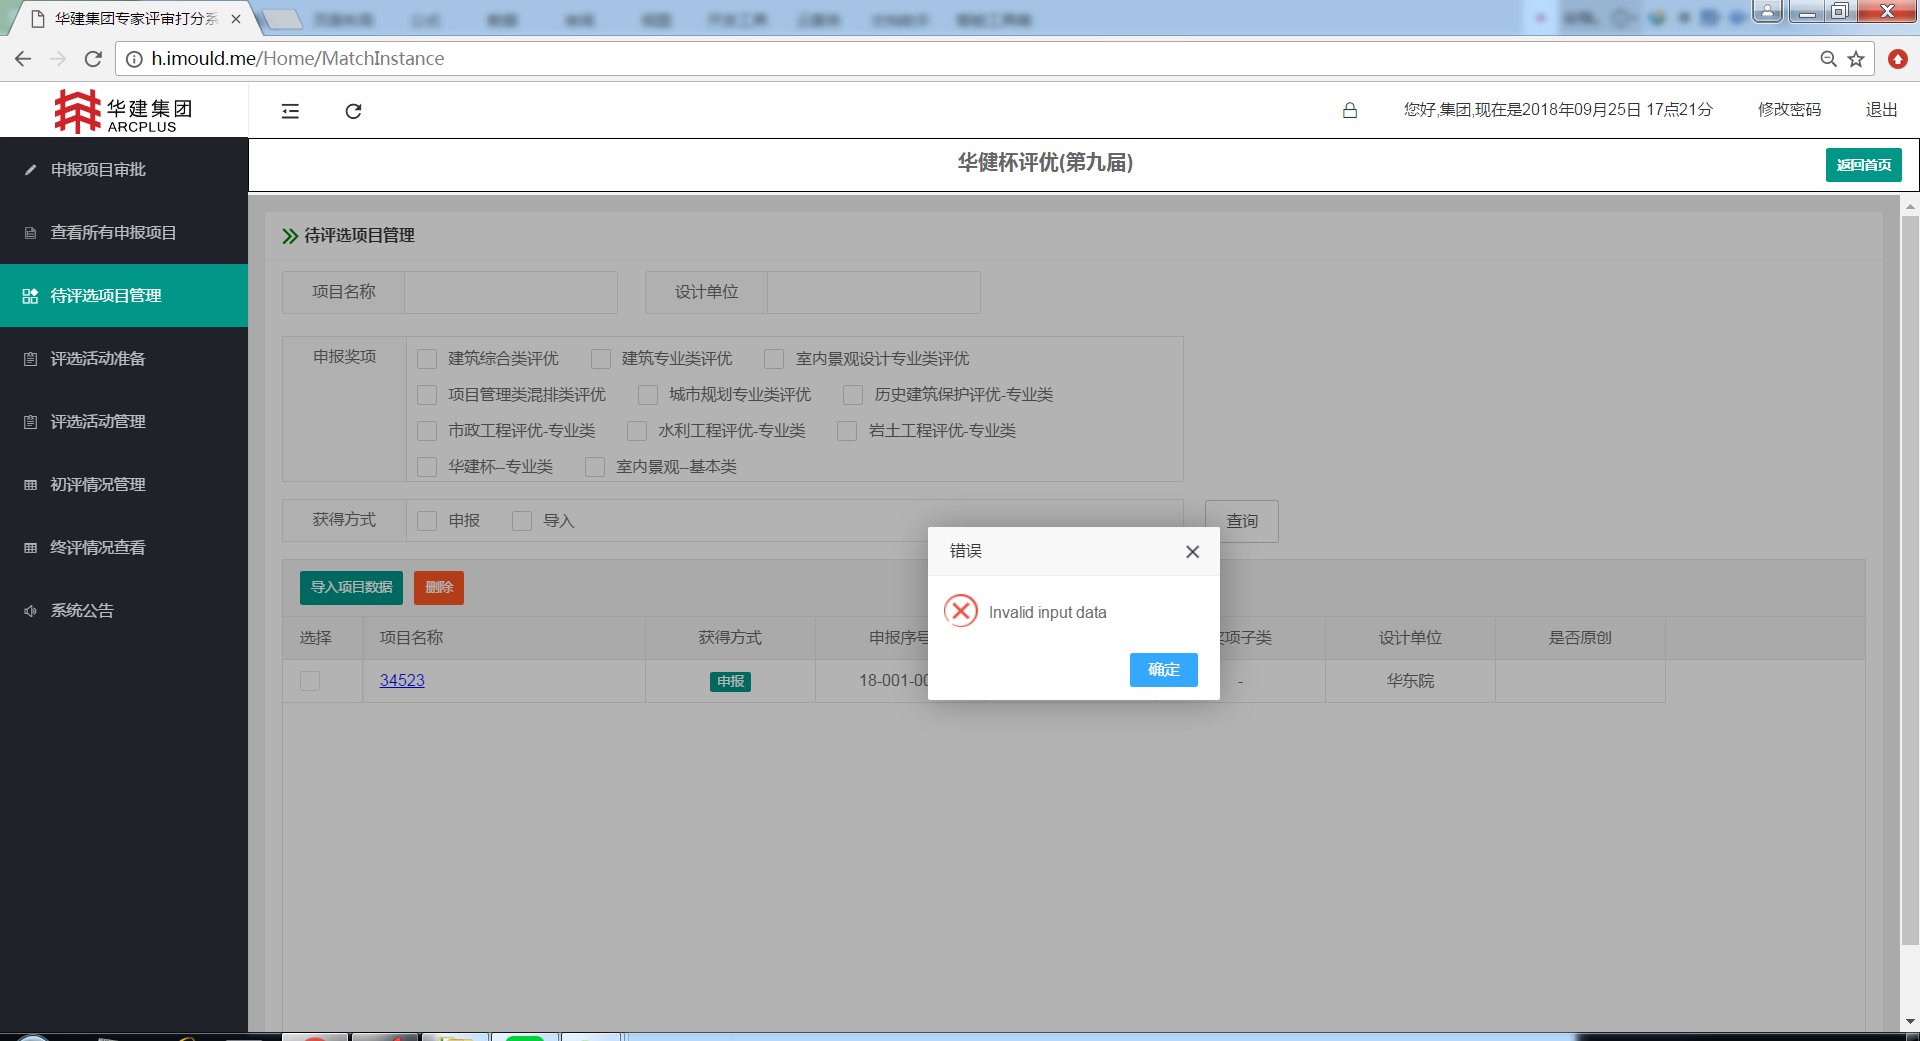 华建集团专家评审打分系
h.imould.me/Home/MatchInstance
华建集团
ARCPLUS
您好,集团,现在是2018年09月25日 17点21分
修改密码
退出
华健杯评优(第九届)
返回首页
申报项目审批
查看所有申报项目
待评选项目管理
评选活动准备
评选活动管理
初评情况管理
终评情况查看
系统公告
待评选项目管理
项目名称
设计单位
申报奖项
建筑综合类评优 建筑专业类评优 室内景观设计专业类评优
项目管理类混排类评优 城市规划专业类评优 历史建筑保护评优-专业类
市政工程评优-专业类 水利工程评优-专业类 岩土工程评优-专业类
华建杯--专业类 室内景观--基本类
获得方式 申报 导入
查询
导入项目数据 删除
选择 项目名称 获得方式 申报序号 奖项子类 设计单位 是否原创
34523 申报 18-001-00 - 华东院
错误
Invalid input data
确定